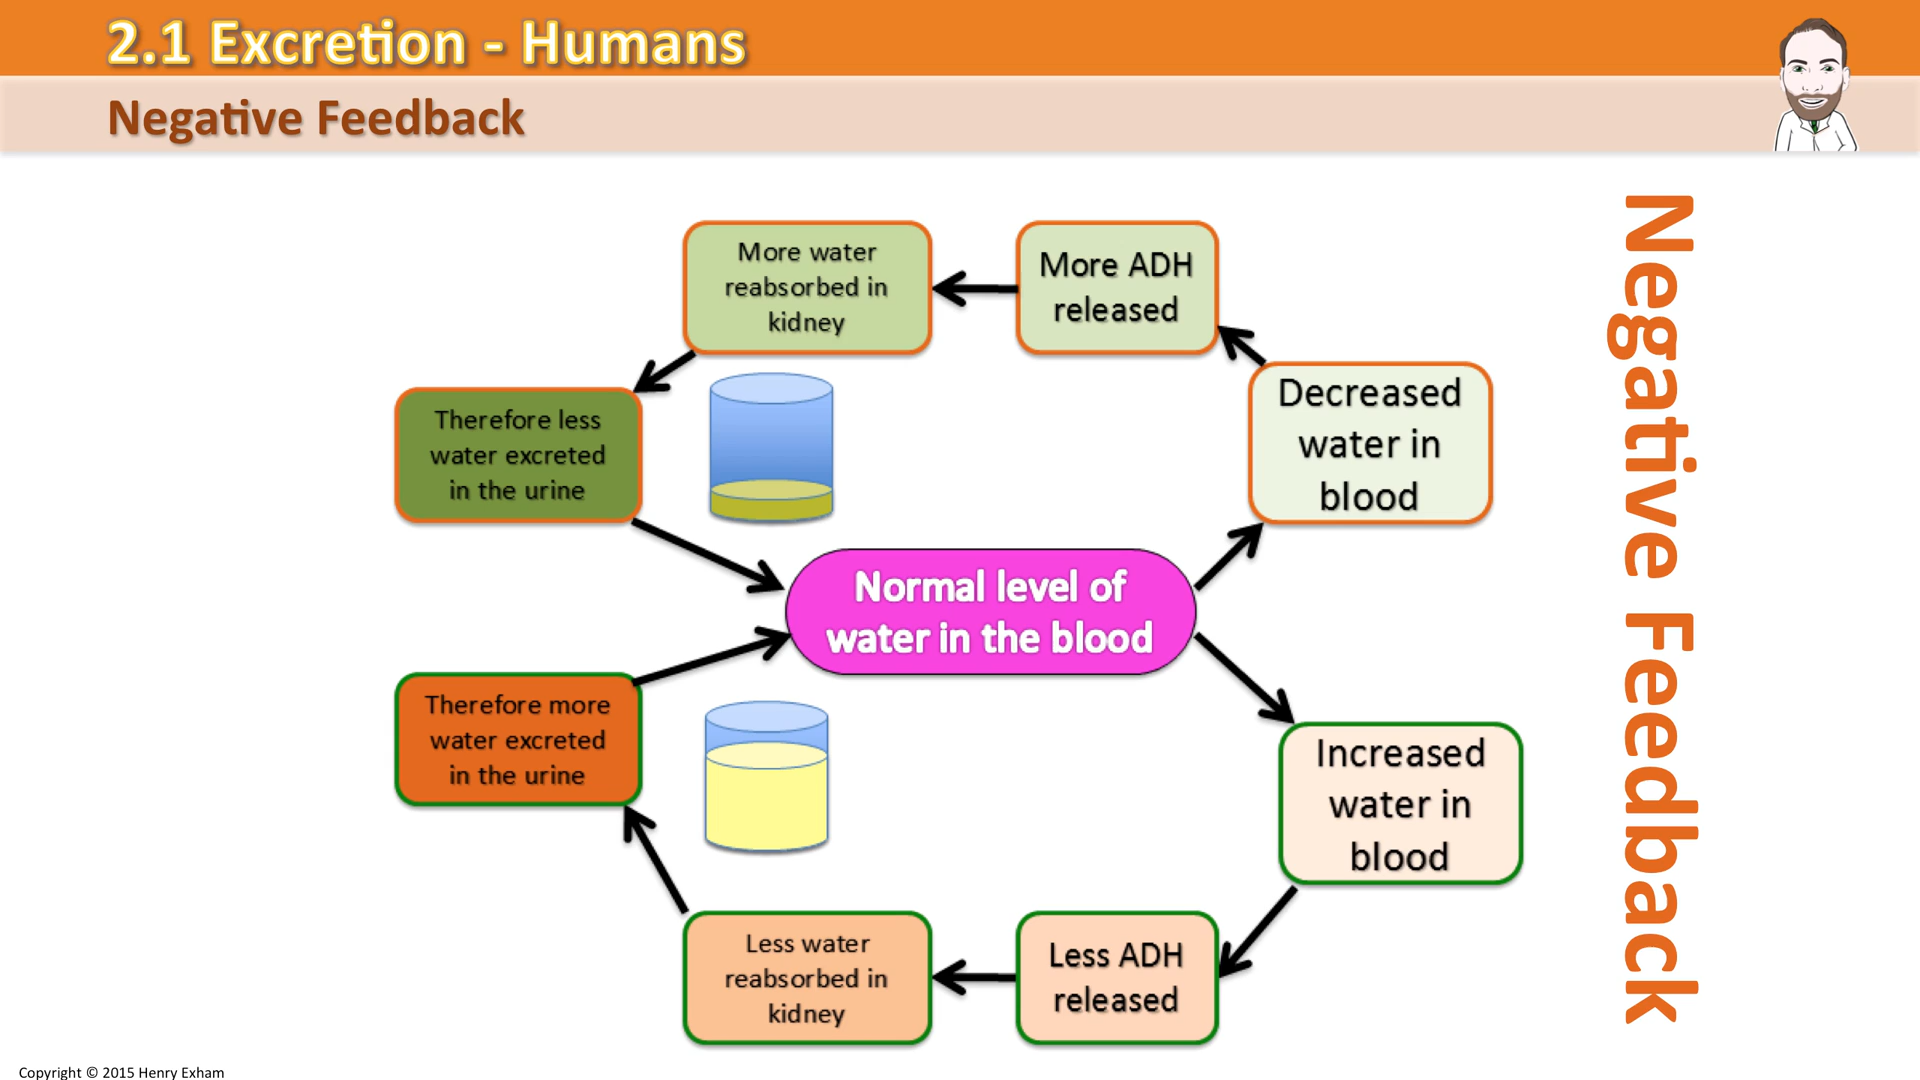 2.1 Excretion - Humans
Negative Feedback
More water
reabsorbed in
kidney
More ADH
released
Therefore less
water excreted
in the urine
Decreased
water in
blood
Normal level of
water in the blood
Therefore more
water excreted
in the urine
Increased
water in
blood
Less water
reabsorbed in
kidney
Less ADH
released
Negative Feedback
Copyright © 2015 Henry Exham